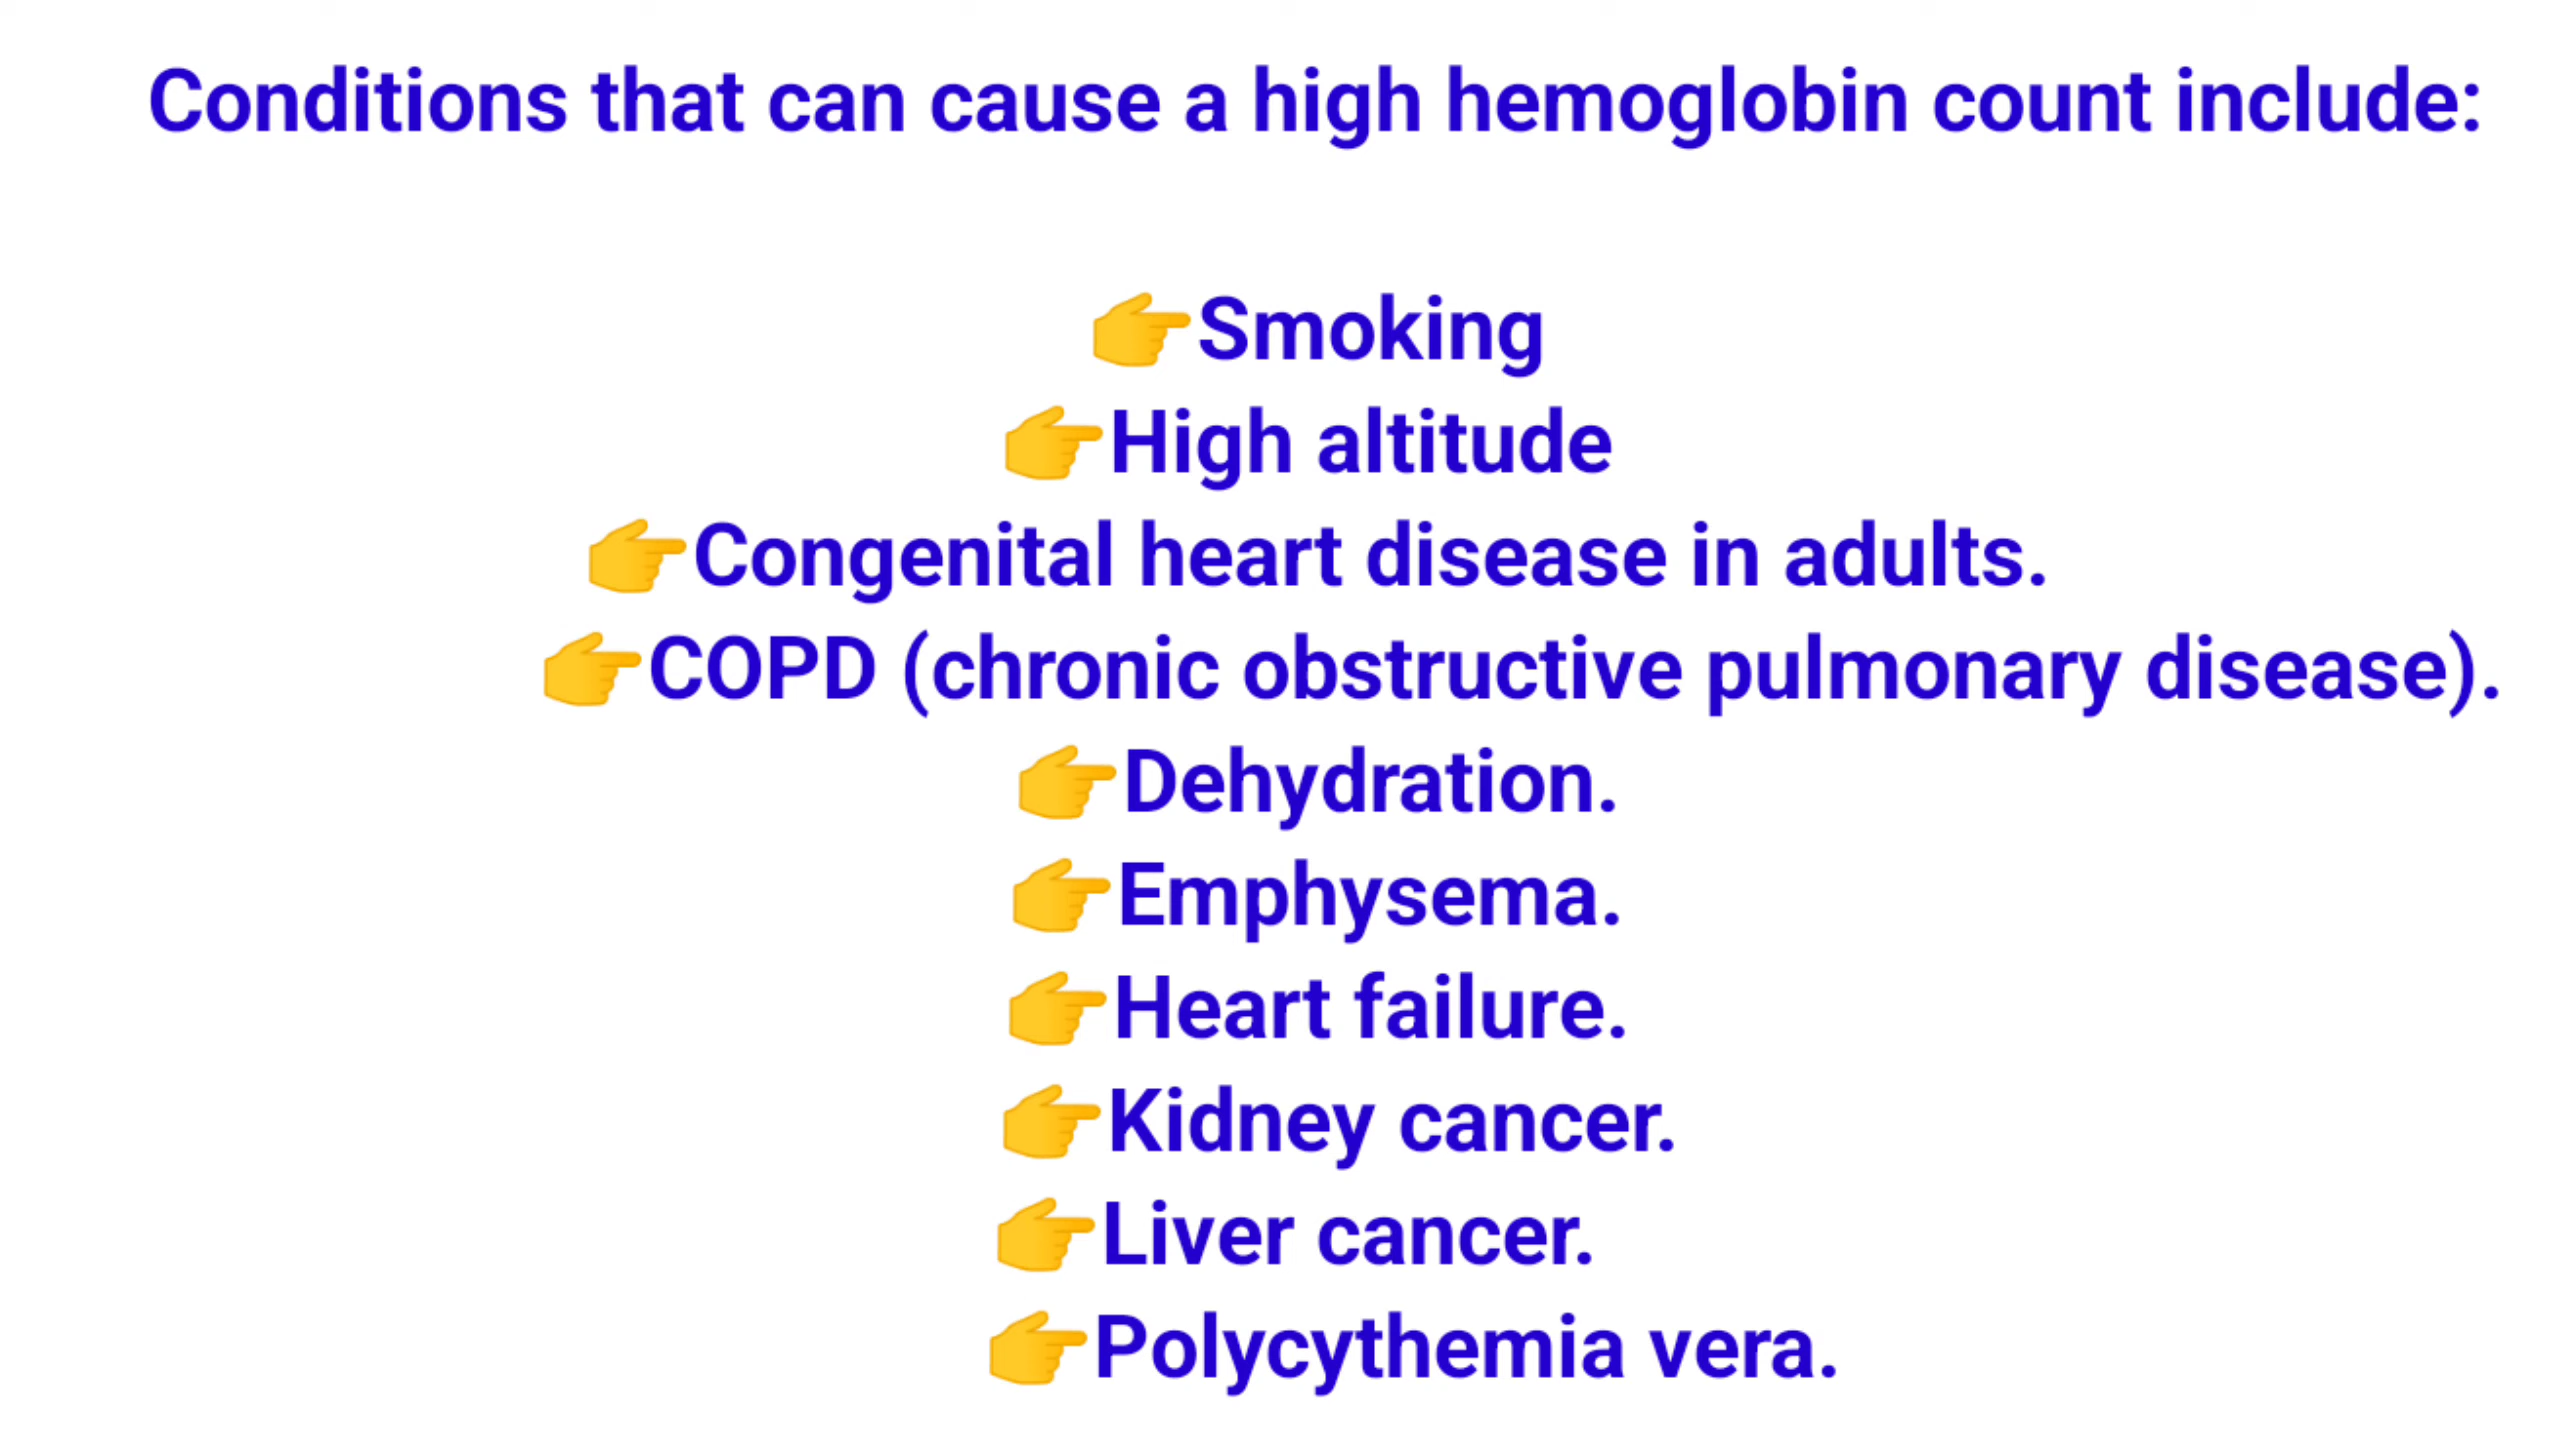 Conditions that can cause a high hemoglobin count include:
👉Smoking
👉High altitude
👉Congenital heart disease in adults.
👉COPD (chronic obstructive pulmonary disease).
👉Dehydration.
👉Emphysema.
👉Heart failure.
👉Kidney cancer.
👉Liver cancer.
👉Polycythemia vera.